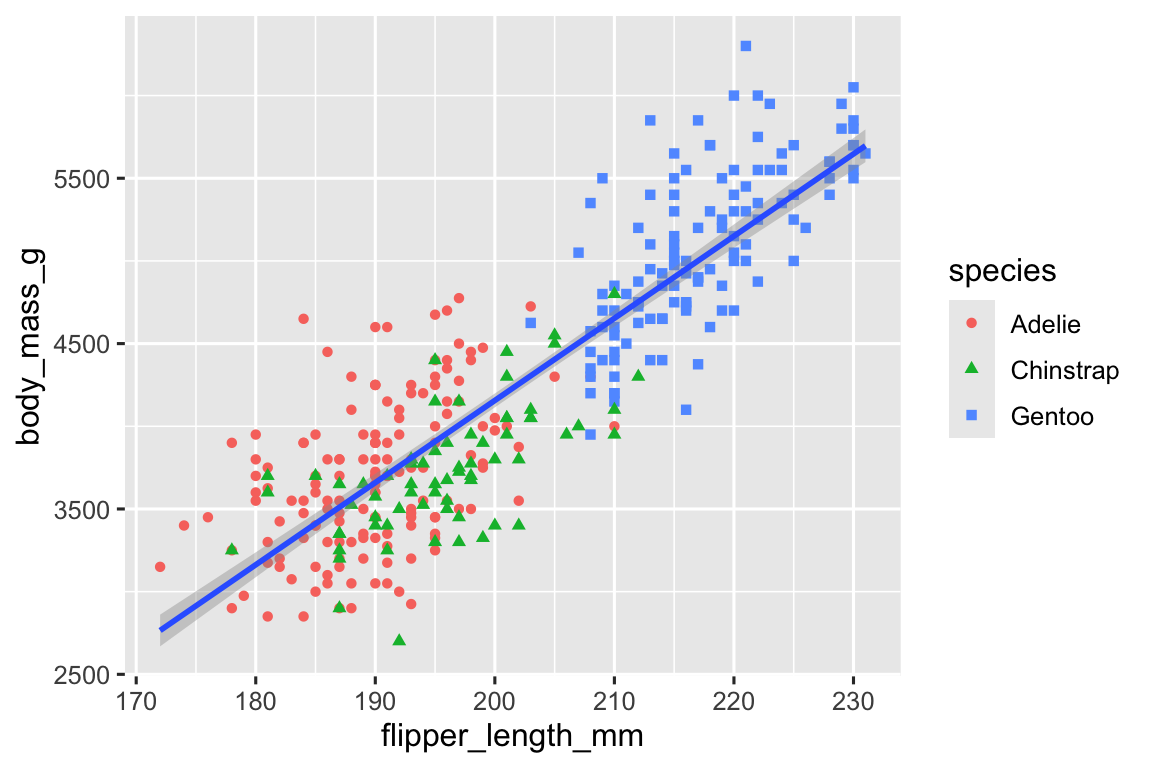 body_mass_g
5500
4500
3500
2500
170 180 190 200 210 220 230
flipper_length_mm
species
Adelie
Chinstrap
Gentoo